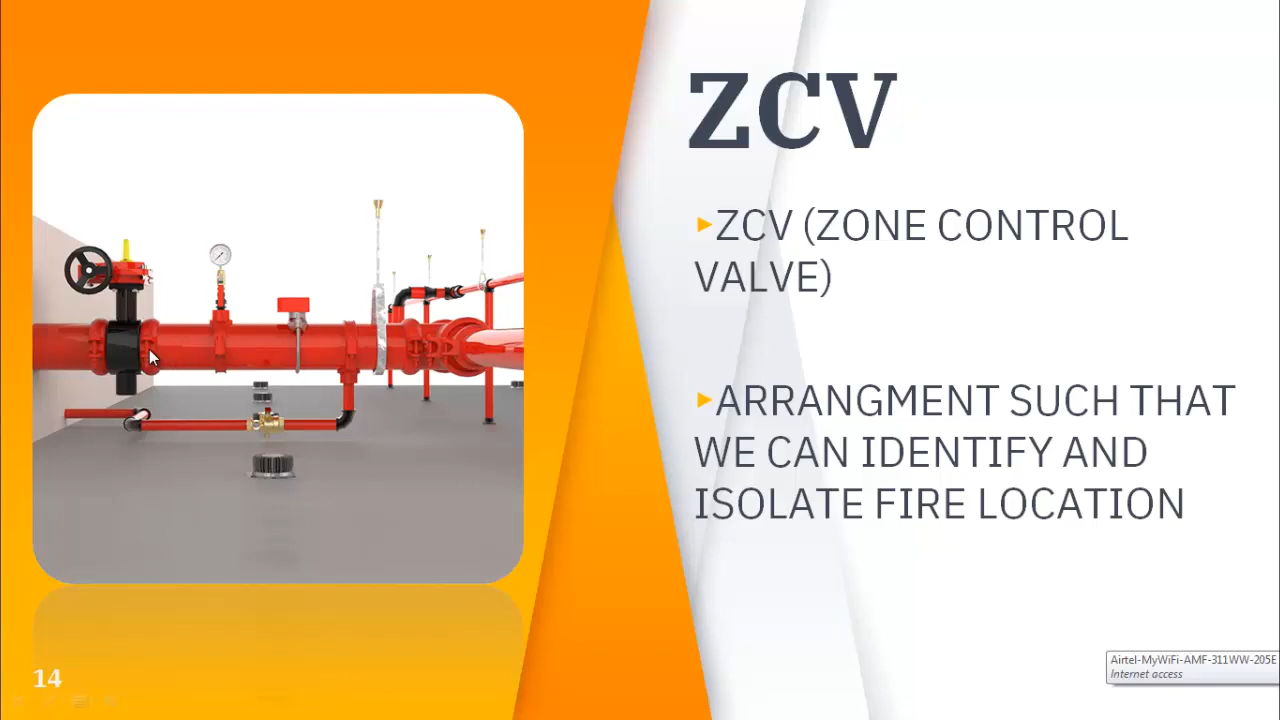 ZCV
ZCV (ZONE CONTROL
VALVE)
ARRANGMENT SUCH THAT
WE CAN IDENTIFY AND
ISOLATE FIRE LOCATION
14
Airtel-MyWiFi-AMF-311WW-205E
Internet access